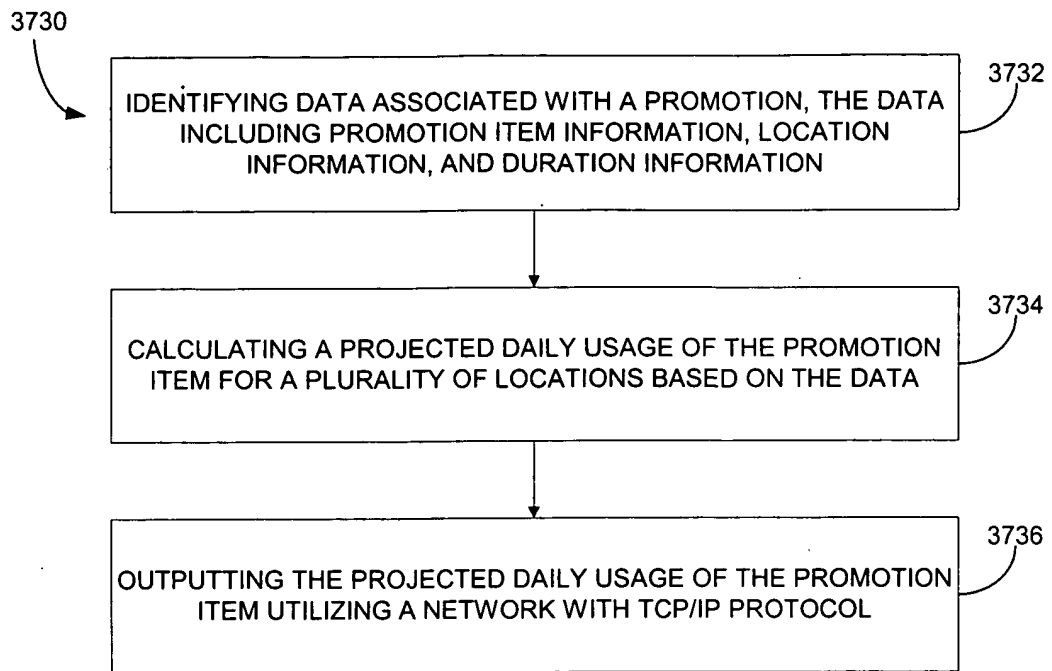 3730
3732
IDENTIFYING DATA ASSOCIATED WITH A PROMOTION, THE DATA
INCLUDING PROMOTION ITEM INFORMATION, LOCATION
INFORMATION, AND DURATION INFORMATION
3734
CALCULATING A PROJECTED DAILY USAGE OF THE PROMOTION
ITEM FOR A PLURALITY OF LOCATIONS BASED ON THE DATA
3736
OUTPUTTING THE PROJECTED DAILY USAGE OF THE PROMOTION
ITEM UTILIZING A NETWORK WITH TCP/IP PROTOCOL